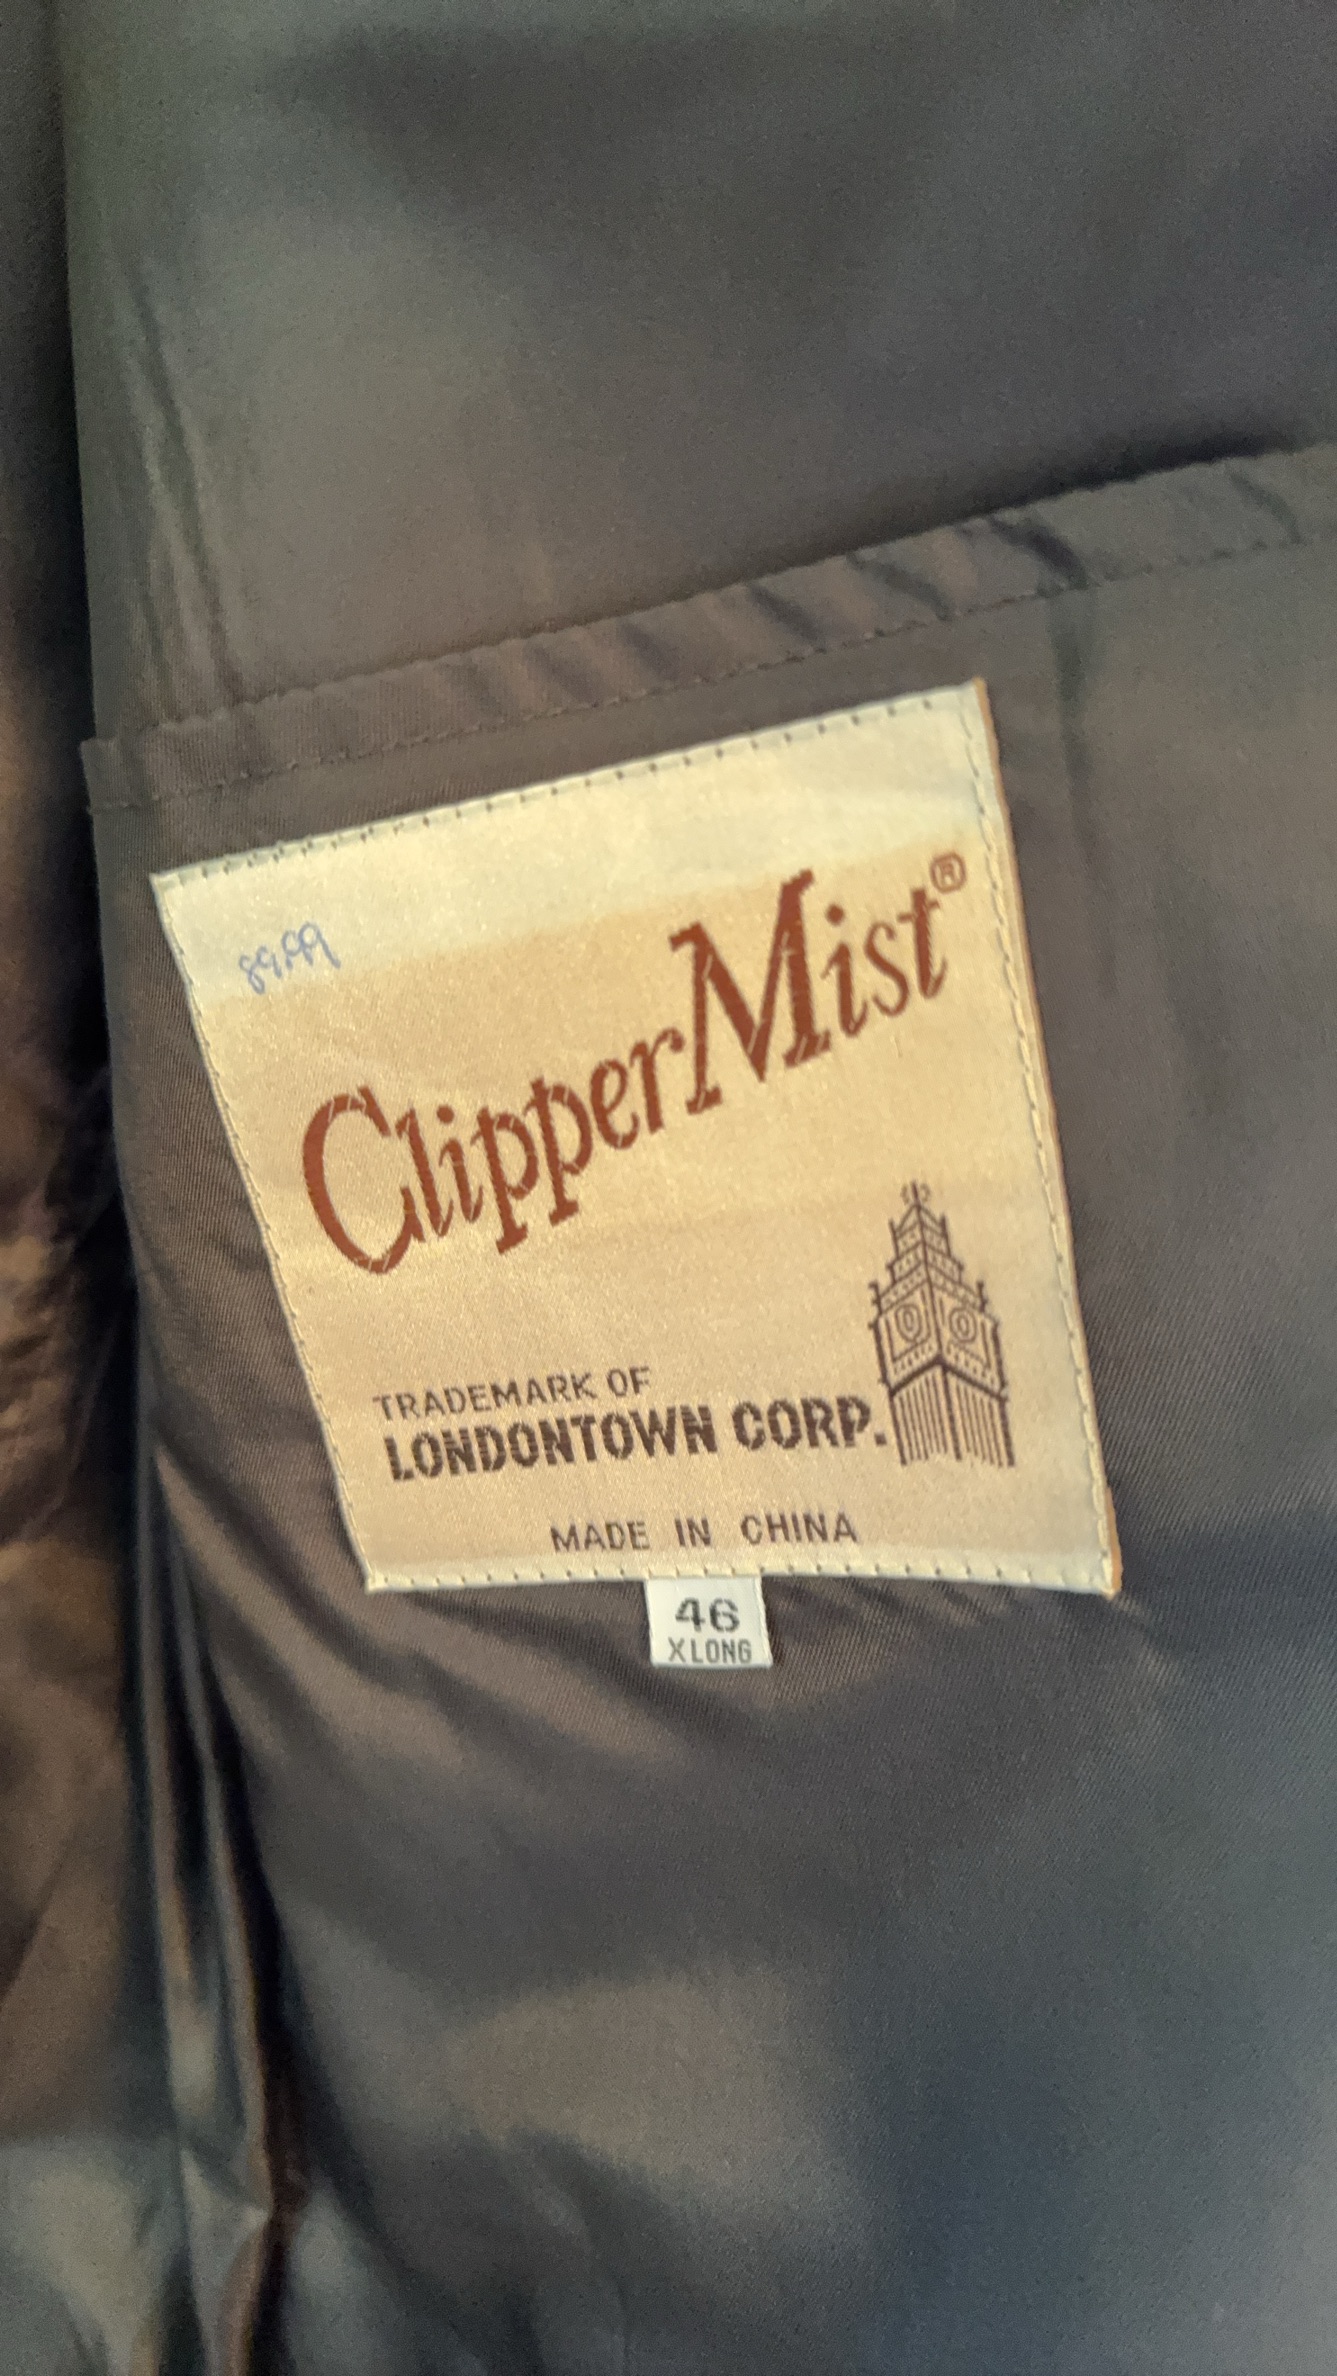 89.99
ClipperMist®
TRADEMARK OF
LONDONTOWN CORP.
MADE IN CHINA
46
XLONG